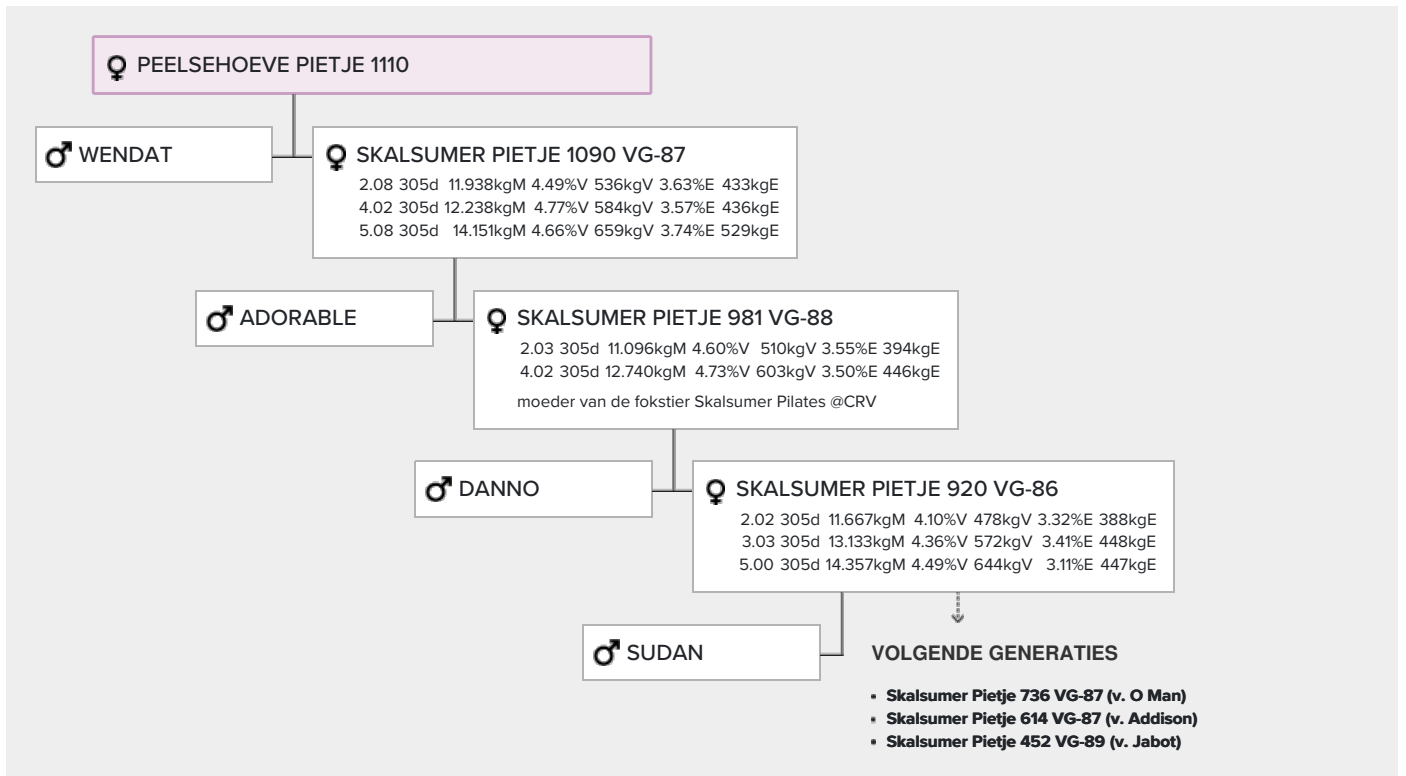 PEELSEHOEVE PIETJE 1110
WENDAT
SKALSUMER PIETJE 1090 VG-87
2.08 305d 11.938kgM 4.49%V 536kgV 3.63%E 433kgE
4.02 305d 12.238kgM 4.77%V 584kgV 3.57%E 436kgE
5.08 305d 14.151kgM 4.66%V 659kgV 3.74%E 529kgE
ADORABLE
SKALSUMER PIETJE 981 VG-88
2.03 305d 11.096kgM 4.60%V 510kgV 3.55%E 394kgE
4.02 305d 12.740kgM 4.73%V 603kgV 3.50%E 446kgE
moeder van de fokstier Skalsumer Pilates @CRV
DANNO
SKALSUMER PIETJE 920 VG-86
2.02 305d 11.667kgM 4.10%V 478kgV 3.32%E 388kgE
3.03 305d 13.133kgM 4.36%V 572kgV 3.41%E 448kgE
5.00 305d 14.357kgM 4.49%V 644kgV 3.11%E 447kgE
SUDAN
VOLGENDE GENERATIES
• Skalsumer Pietje 736 VG-87 (v. O Man)
• Skalsumer Pietje 614 VG-87 (v. Addison)
• Skalsumer Pietje 452 VG-89 (v. Jabot)